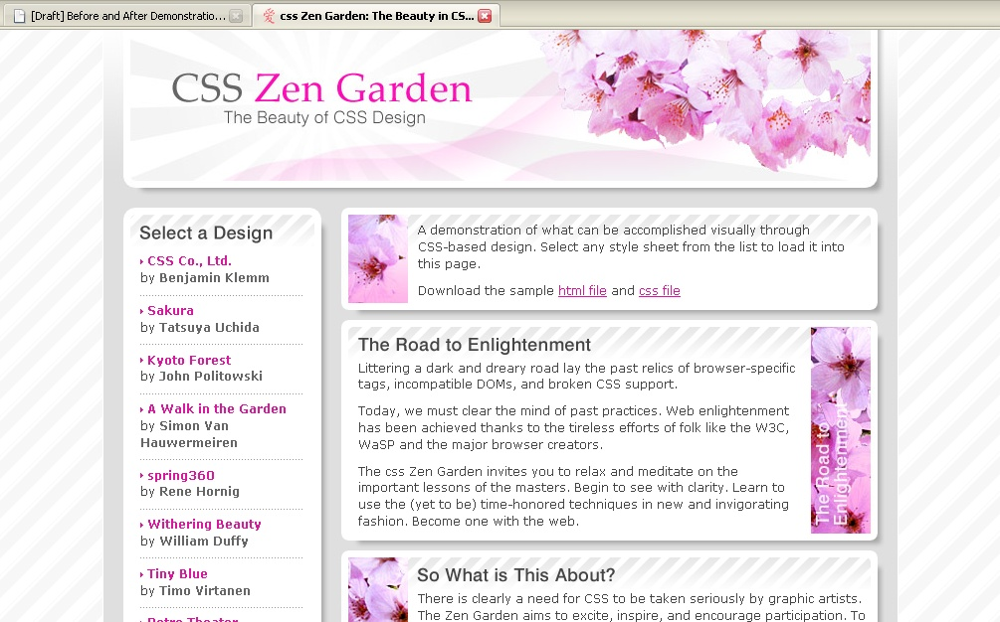 [Draft] Before and After Demonstratio...
css Zen Garden: The Beauty in CS...
CSS Zen Garden
The Beauty of CSS Design
Select a Design
CSS Co., Ltd.
by Benjamin Klemm
Sakura
by Tatsuya Uchida
Kyoto Forest
by John Politowski
A Walk in the Garden
by Simon Van
Hauwermeiren
spring360
by Rene Hornig
Withering Beauty
by William Duffy
Tiny Blue
by Timo Virtanen
Retro Theater
A demonstration of what can be accomplished visually through
CSS-based design. Select any style sheet from the list to load it into
this page.
Download the sample html file and css file
The Road to Enlightenment
Littering a dark and dreary road lay the past relics of browser-specific
tags, incompatible DOMs, and broken CSS support.
Today, we must clear the mind of past practices. Web enlightenment
has been achieved thanks to the tireless efforts of folk like the W3C,
WaSP and the major browser creators.
The css Zen Garden invites you to relax and meditate on the
important lessons of the masters. Begin to see with clarity. Learn to
use the (yet to be) time-honored techniques in new and invigorating
fashion. Become one with the web.
The Road to
Enlightenment
So What is This About?
There is clearly a need for CSS to be taken seriously by graphic artists.
The Zen Garden aims to excite, inspire, and encourage participation. To